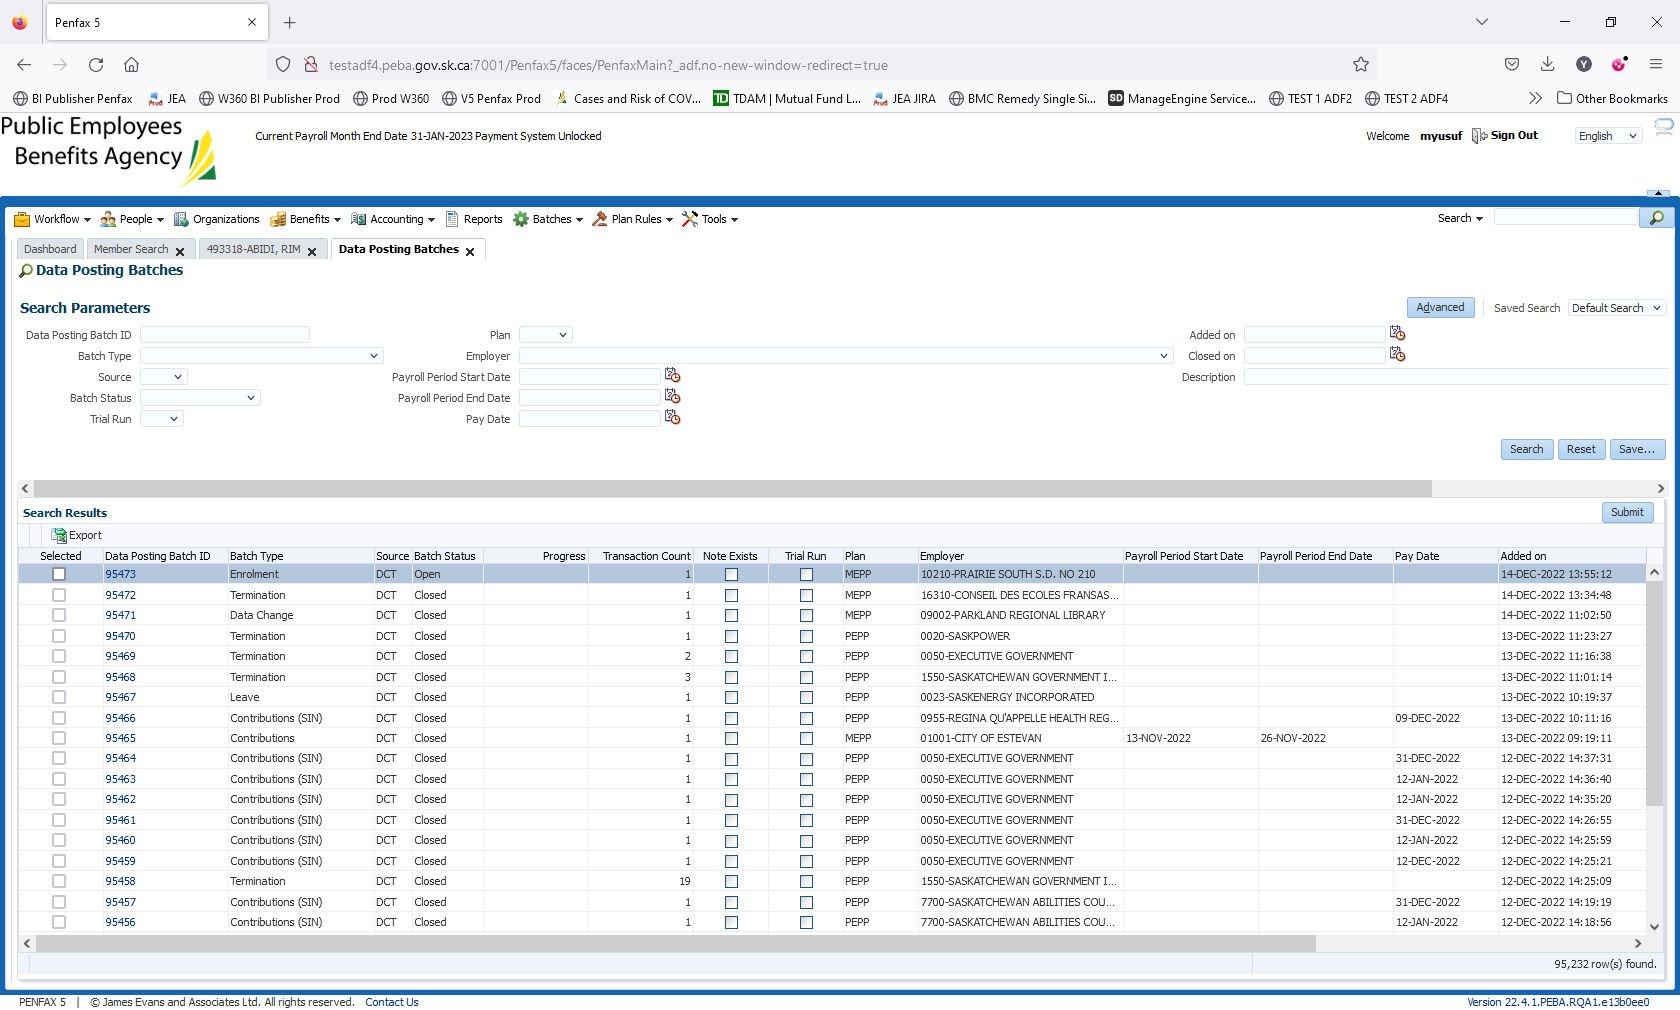 Penfax 5
testadf4.peba.gov.sk.ca:7001/Penfax5/faces/PenfaxMain?_adf.no-new-window-redirect=true
Y
BI Publisher Penfax JEA W360 BI Publisher Prod Prod W360 V5 Penfax Prod Cases and Risk of COV... TD TDAM | Mutual Fund L... JEA JIRA BMC Remedy Single Si... SD ManageEngine Service... TEST 1 ADF2 TEST 2 ADF4 Other Bookmarks
Public Employees
Benefits Agency
Current Payroll Month End Date 31-JAN-2023 Payment System Unlocked
Welcome myusuf Sign Out English
Workflow People Organizations Benefits Accounting Reports Batches Plan Rules Tools Search
Dashboard Member Search 493318-ABIDI, RIM Data Posting Batches
Data Posting Batches
Search Parameters Advanced Saved Search Default Search
Data Posting Batch ID Plan Added on
Batch Type Employer Closed on
Source Payroll Period Start Date Description
Batch Status Payroll Period End Date
Trial Run Pay Date
Search Reset Save...
Search Results Submit
Export
Selected Data Posting Batch ID Batch Type Source Batch Status Progress Transaction Count Note Exists Trial Run Plan Employer Payroll Period Start Date Payroll Period End Date Pay Date Added on
95473 Enrolment DCT Open 1 MEPP 10210-PRAIRIE SOUTH S.D. NO 210 14-DEC-2022 13:55:12
95472 Termination DCT Closed 1 MEPP 16310-CONSEIL DES ECOLES FRANSAS... 14-DEC-2022 13:34:48
95471 Data Change DCT Closed 1 MEPP 09002-PARKLAND REGIONAL LIBRARY 14-DEC-2022 11:02:50
95470 Termination DCT Closed 1 PEPP 0020-SASKPOWER 13-DEC-2022 11:23:27
95469 Termination DCT Closed 2 PEPP 0050-EXECUTIVE GOVERNMENT 13-DEC-2022 11:16:38
95468 Termination DCT Closed 3 PEPP 1550-SASKATCHEWAN GOVERNMENT I... 13-DEC-2022 11:01:14
95467 Leave DCT Closed 1 PEPP 0023-SASKENERGY INCORPORATED 13-DEC-2022 10:19:37
95466 Contributions (SIN) DCT Closed 1 PEPP 0955-REGINA QU'APPELLE HEALTH REG... 09-DEC-2022 13-DEC-2022 10:11:16
95465 Contributions DCT Closed 1 MEPP 01001-CITY OF ESTEVAN 13-NOV-2022 26-NOV-2022 13-DEC-2022 09:19:11
95464 Contributions (SIN) DCT Closed 1 PEPP 0050-EXECUTIVE GOVERNMENT 31-DEC-2022 12-DEC-2022 14:37:31
95463 Contributions (SIN) DCT Closed 1 PEPP 0050-EXECUTIVE GOVERNMENT 12-JAN-2022 12-DEC-2022 14:36:40
95462 Contributions (SIN) DCT Closed 1 PEPP 0050-EXECUTIVE GOVERNMENT 12-JAN-2022 12-DEC-2022 14:35:20
95461 Contributions (SIN) DCT Closed 1 PEPP 0050-EXECUTIVE GOVERNMENT 31-DEC-2022 12-DEC-2022 14:26:55
95460 Contributions (SIN) DCT Closed 1 PEPP 0050-EXECUTIVE GOVERNMENT 12-JAN-2022 12-DEC-2022 14:25:59
95459 Contributions (SIN) DCT Closed 1 PEPP 0050-EXECUTIVE GOVERNMENT 12-DEC-2022 12-DEC-2022 14:25:21
95458 Termination DCT Closed 19 PEPP 1550-SASKATCHEWAN GOVERNMENT I... 12-DEC-2022 14:25:09
95457 Contributions (SIN) DCT Closed 1 PEPP 7700-SASKATCHEWAN ABILITIES COU... 31-DEC-2022 12-DEC-2022 14:19:19
95456 Contributions (SIN) DCT Closed 1 PEPP 7700-SASKATCHEWAN ABILITIES COU... 12-JAN-2022 12-DEC-2022 14:18:56
95,232 row(s) found.
PENFAX 5 | © James Evans and Associates Ltd. All rights reserved. Contact Us Version 22.4.1.PEBA.RQA1.e13b0ee0